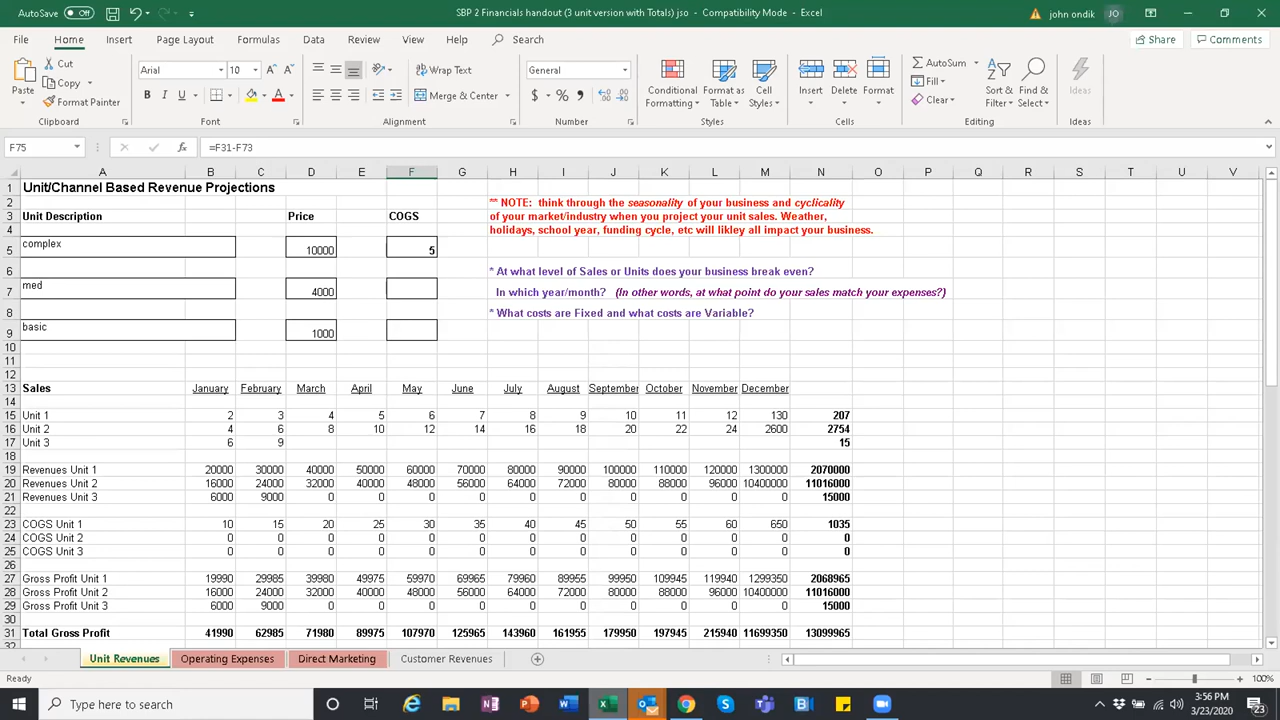 AutoSave Off SBP 2 Financials handout (3 unit version with Totals) jso - Compatibility Mode - Excel john ondik JO
File Home Insert Page Layout Formulas Data Review View Help Search Share Comments
Paste Cut Copy Format Painter Clipboard
Arial 10 A A B I U A Font
Wrap Text Merge & Center Alignment
General $ % , Number
Conditional Formatting Format as Table Cell Styles Styles
Insert Delete Format Cells
AutoSum Fill Clear Sort & Filter Find & Select Editing
Ideas Ideas
F75 fx =F31-F73
A B C D E F G H I J K L M N O P Q R S T U V
1 Unit/Channel Based Revenue Projections
2 ** NOTE: think through the seasonality of your business and cyclicality
3 Unit Description Price COGS of your market/industry when you project your unit sales. Weather,
4 holidays, school year, funding cycle, etc will likley all impact your business.
5 complex 10000 5
6 * At what level of Sales or Units does your business break even?
7 med 4000 In which year/month? (In other words, at what point do your sales match your expenses?)
8 * What costs are Fixed and what costs are Variable?
9 basic 1000
10
11
12
13 Sales January February March April May June July August September October November December
14
15 Unit 1 2 3 4 5 6 7 8 9 10 11 12 130 207
16 Unit 2 4 6 8 10 12 14 16 18 20 22 24 2600 2754
17 Unit 3 6 9 15
18
19 Revenues Unit 1 20000 30000 40000 50000 60000 70000 80000 90000 100000 110000 120000 1300000 2070000
20 Revenues Unit 2 16000 24000 32000 40000 48000 56000 64000 72000 80000 88000 96000 10400000 11016000
21 Revenues Unit 3 6000 9000 0 0 0 0 0 0 0 0 0 0 15000
22
23 COGS Unit 1 10 15 20 25 30 35 40 45 50 55 60 650 1035
24 COGS Unit 2 0 0 0 0 0 0 0 0 0 0 0 0 0
25 COGS Unit 3 0 0 0 0 0 0 0 0 0 0 0 0 0
26
27 Gross Profit Unit 1 19990 29985 39980 49975 59970 69965 79960 89955 99950 109945 119940 1299350 2068965
28 Gross Profit Unit 2 16000 24000 32000 40000 48000 56000 64000 72000 80000 88000 96000 10400000 11016000
29 Gross Profit Unit 3 6000 9000 0 0 0 0 0 0 0 0 0 0 15000
30
31 Total Gross Profit 41990 62985 71980 89975 107970 125965 143960 161955 179950 197945 215940 11699350 13099965
32
Unit Revenues Operating Expenses Direct Marketing Customer Revenues
Ready 100%
Type here to search
3:56 PM
3/23/2020
23